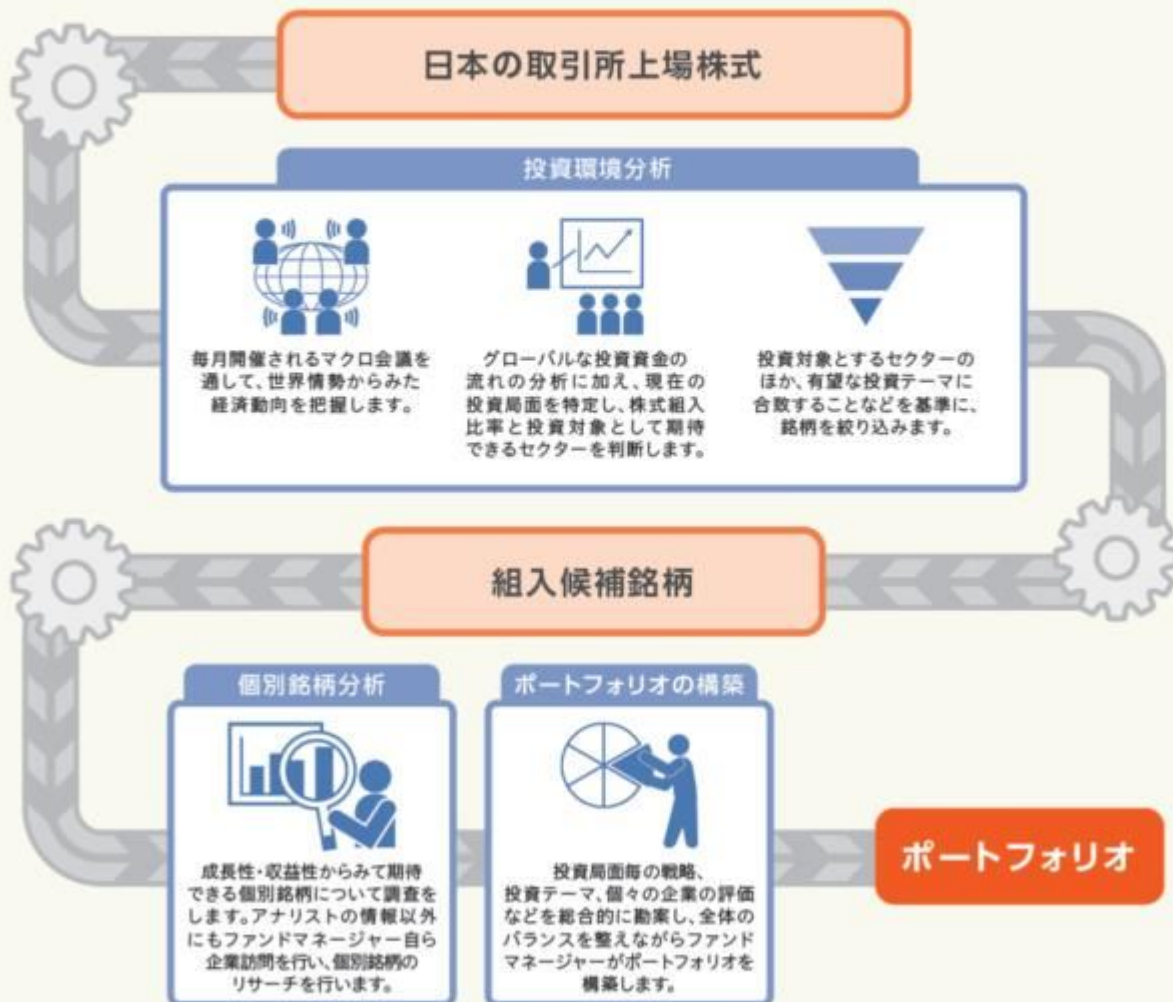 日本の取引所上場株式
投資環境分析
毎月開催されるマクロ会議を
通して、世界情勢からみた
経済動向を把握します。
グローバルな投資資金の
流れの分析に加え、現在の
投資局面を特定し、株式組入
比率と投資対象として期待
できるセクターを判断します。
投資対象とするセクターの
ほか、有望な投資テーマに
合致することなどを基準に、
銘柄を絞り込みます。
組入候補銘柄
個別銘柄分析
成長性・収益性からみて期待
できる個別銘柄について調査を
します。アナリストの情報以外
にもファンドマネージャー自ら
企業訪問を行い、個別銘柄の
リサーチを行います。
ポートフォリオの構築
投資局面毎の戦略、
投資テーマ、個々の企業の評価
などを総合的に勘案し、全体の
バランスを整えながらファンド
マネージャーがポートフォリオを
構築します。
ポートフォリオ